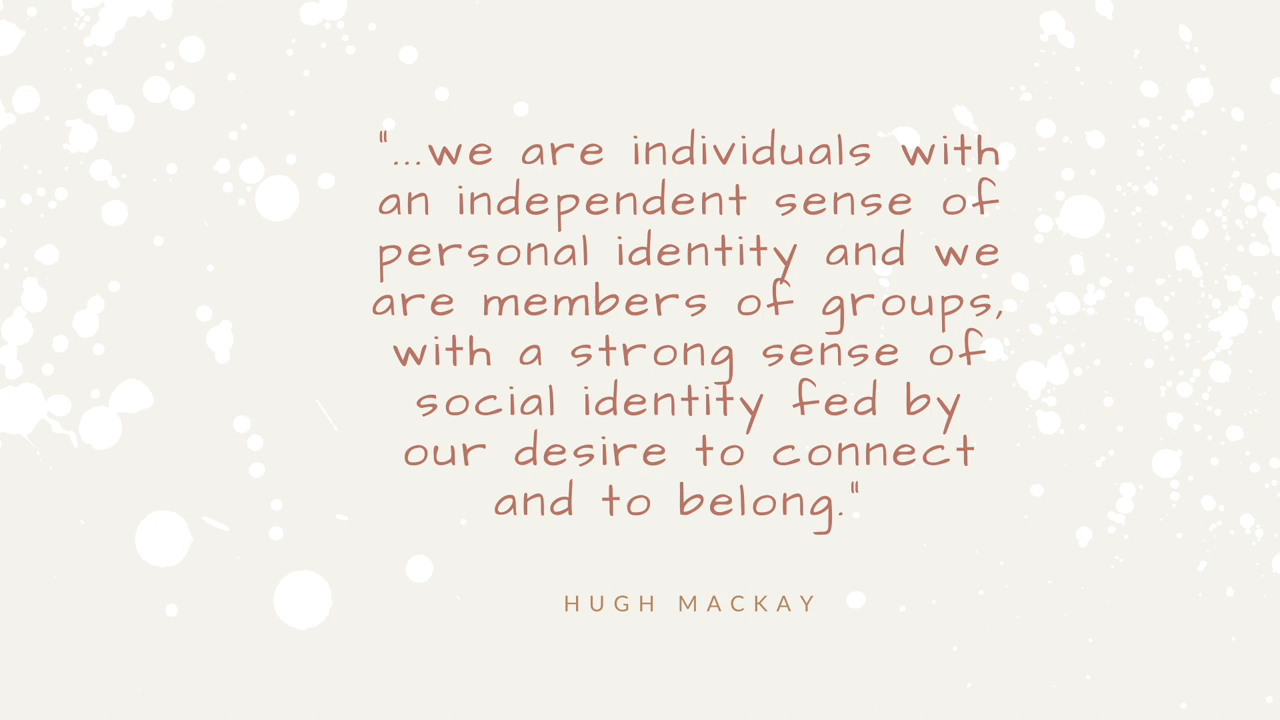 "...we are individuals with
an independent sense of
personal identity and we
are members of groups,
with a strong sense of
social identity fed by
our desire to connect
and to belong."
HUGH MACKAY